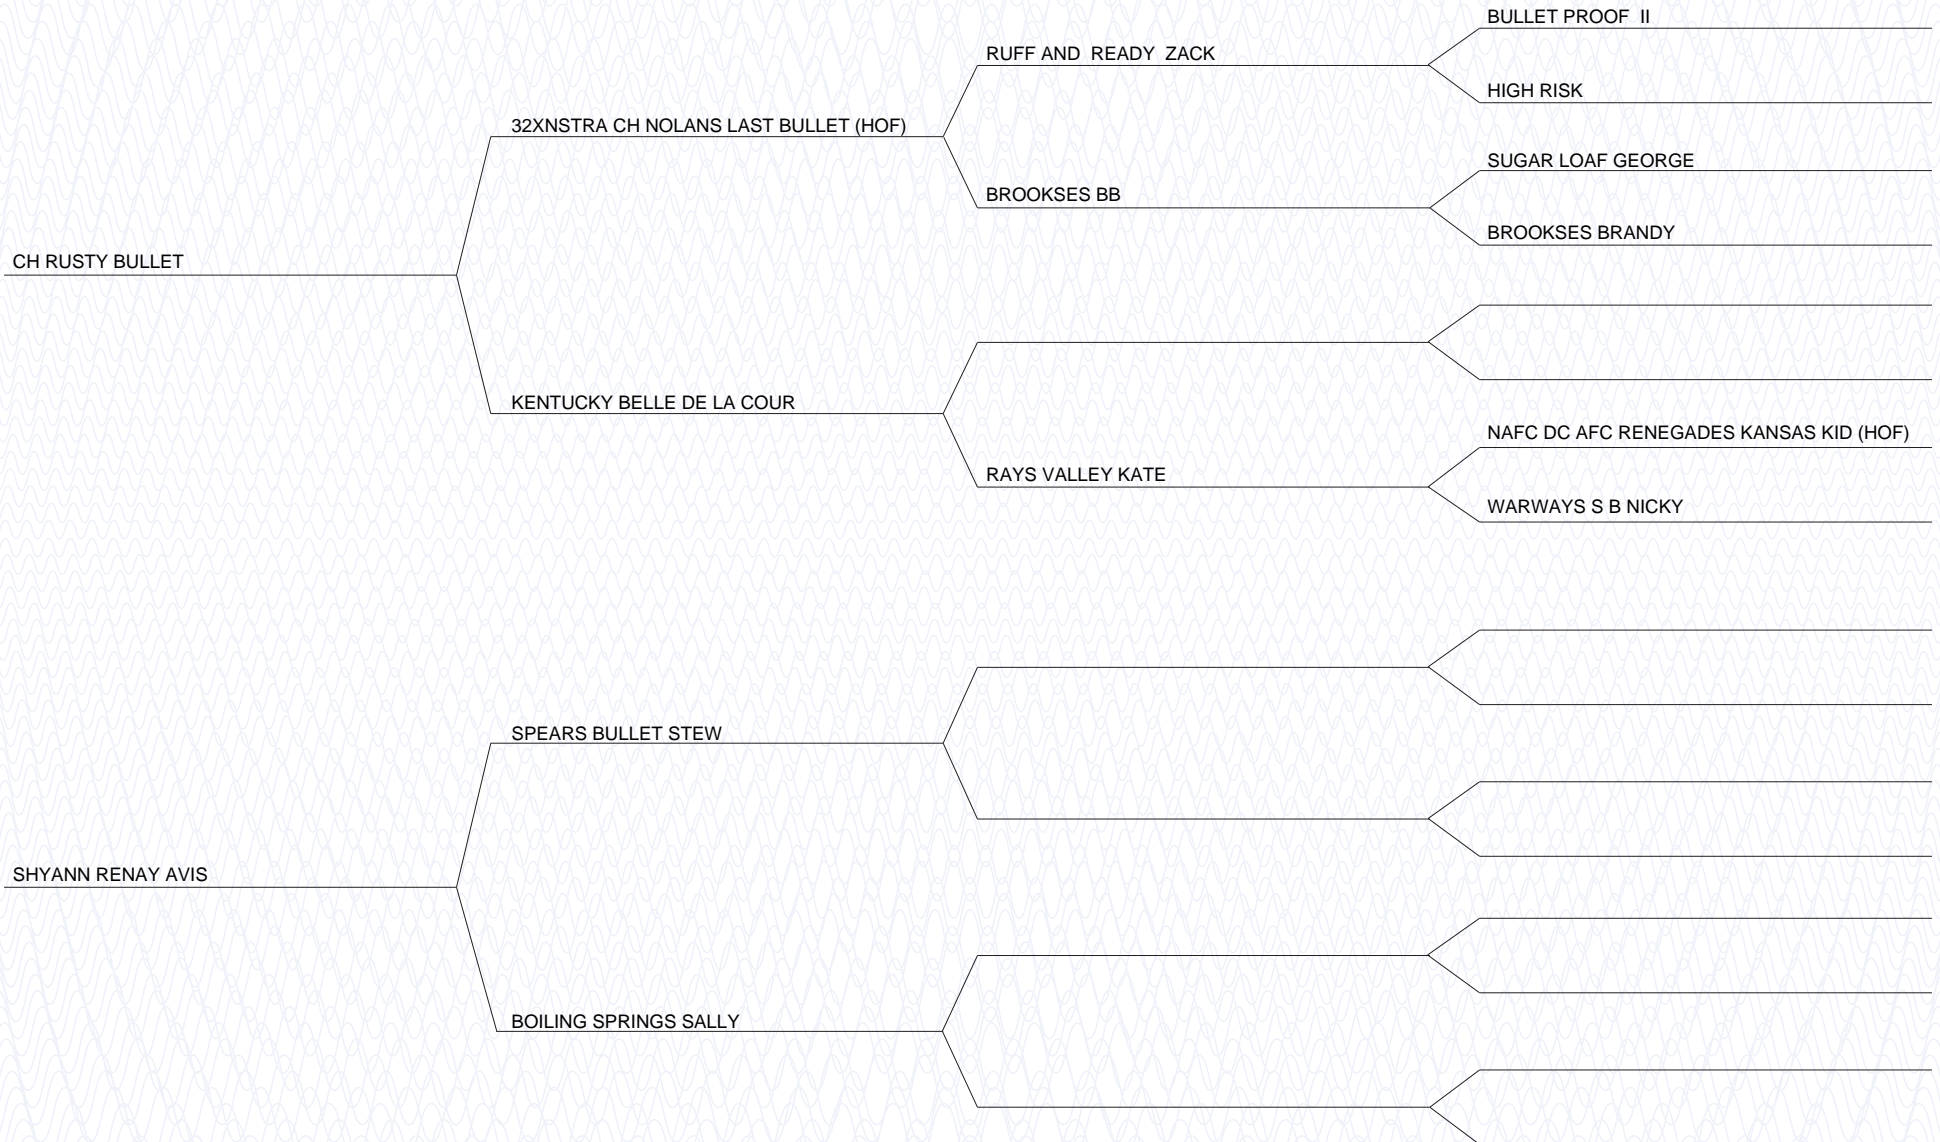 BULLET PROOF  II
RUFF AND  READY  ZACK
HIGH RISK
32XNSTRA CH NOLANS LAST BULLET (HOF)
SUGAR LOAF GEORGE
BROOKSES BB
BROOKSES BRANDY
CH RUSTY BULLET
KENTUCKY BELLE DE LA COUR
NAFC DC AFC RENEGADES KANSAS KID (HOF)
RAYS VALLEY KATE
WARWAYS S B NICKY
SPEARS BULLET STEW
SHYANN RENAY AVIS
BOILING SPRINGS SALLY